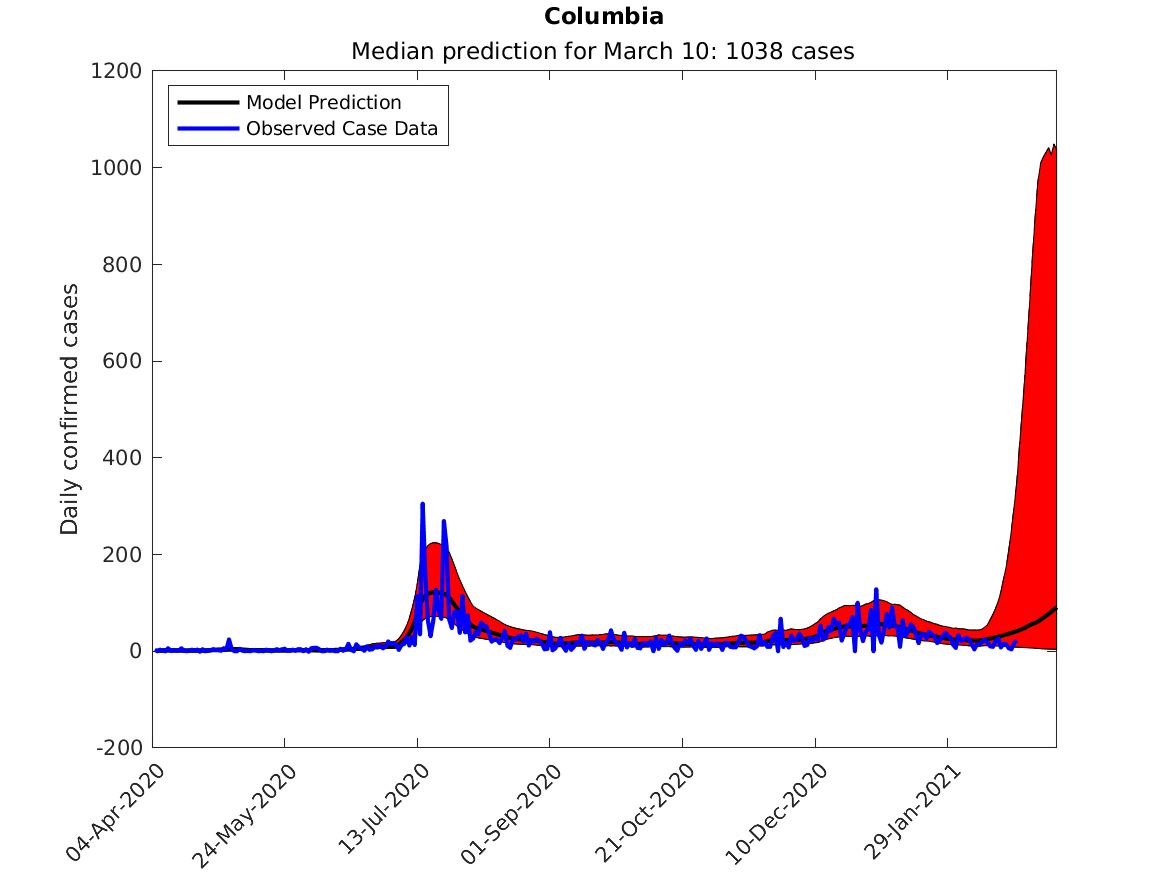 Columbia
Median prediction for March 10: 1038 cases
Model Prediction
Observed Case Data
Daily confirmed cases
1200
1000
800
600
400
200
0
-200
04-Apr-2020
24-May-2020
13-Jul-2020
01-Sep-2020
21-Oct-2020
10-Dec-2020
29-Jan-2021